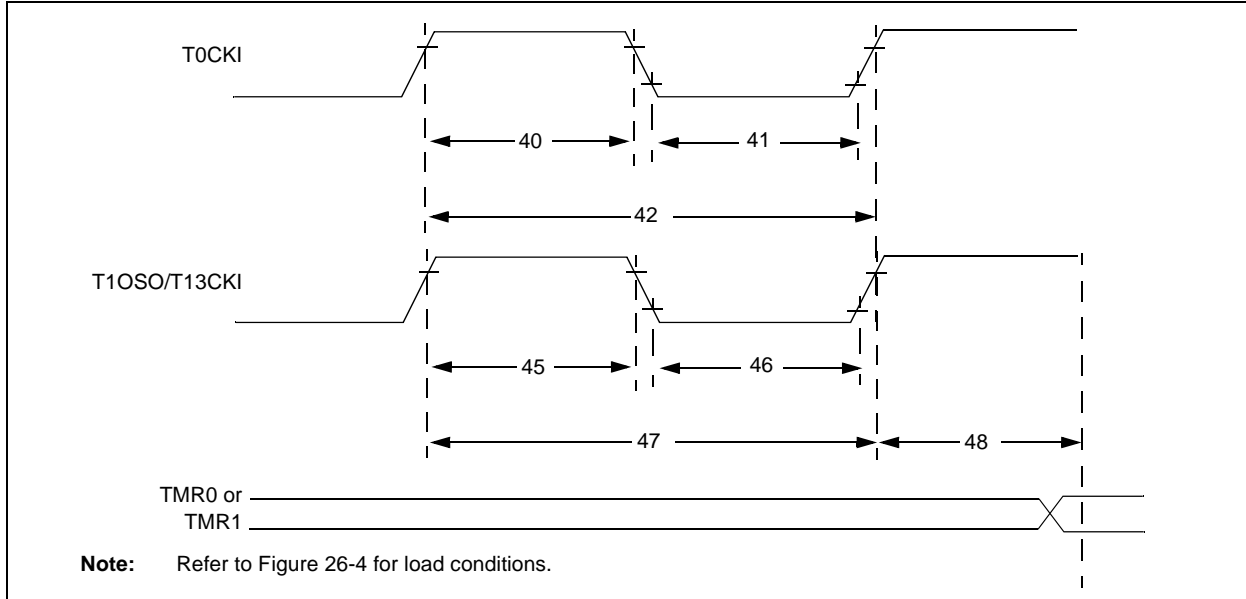 T0CKI
40
41
42
T1OSO/T13CKI
45
46
47
48
TMR0 or
TMR1
Note: Refer to Figure 26-4 for load conditions.